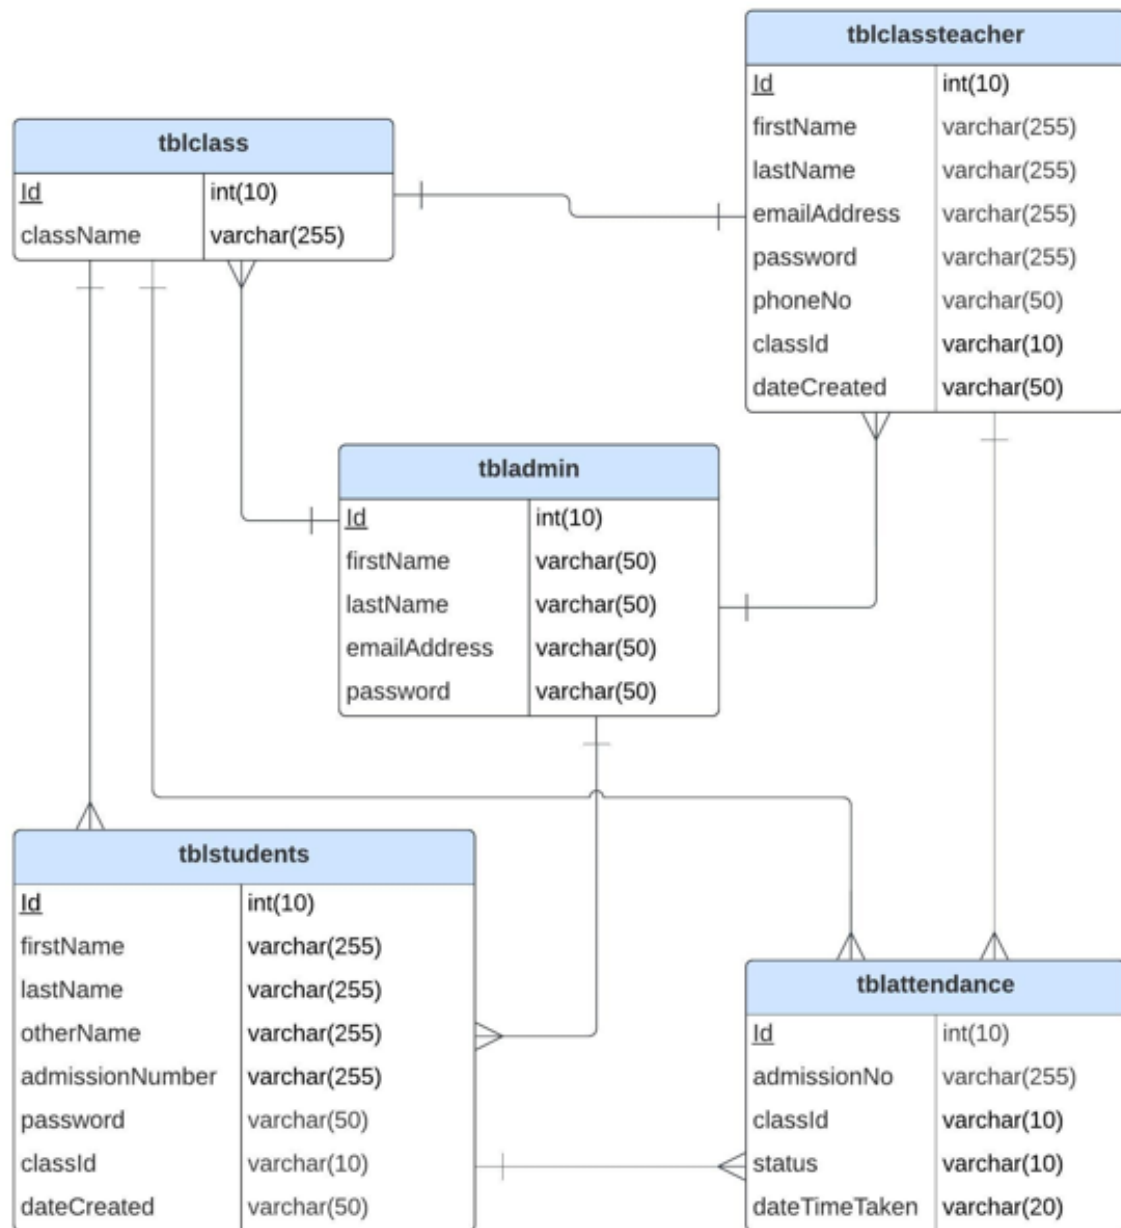 tblclassteacher
Id int(10)
firstName varchar(255)
lastName varchar(255)
emailAddress varchar(255)
password varchar(255)
phoneNo varchar(50)
classId varchar(10)
dateCreated varchar(50)
tblclass
Id int(10)
className varchar(255)
tbladmin
Id int(10)
firstName varchar(50)
lastName varchar(50)
emailAddress varchar(50)
password varchar(50)
tblstudents
Id int(10)
firstName varchar(255)
lastName varchar(255)
otherName varchar(255)
admissionNumber varchar(255)
password varchar(50)
classId varchar(10)
dateCreated varchar(50)
tblattendance
Id int(10)
admissionNo varchar(255)
classId varchar(10)
status varchar(10)
dateTimeTaken varchar(20)